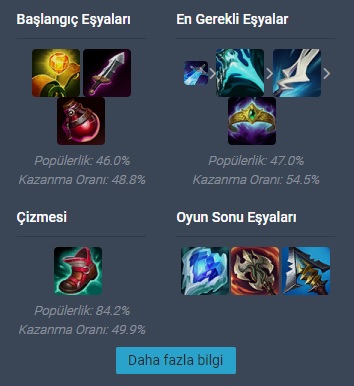 Başlangıç Eşyaları
Popülerlik: 46.0%
Kazanma Oranı: 48.8%
En Gerekli Eşyalar
Popülerlik: 47.0%
Kazanma Oranı: 54.5%
Çizmesi
Popülerlik: 84.2%
Kazanma Oranı: 49.9%
Oyun Sonu Eşyaları
Daha fazla bilgi